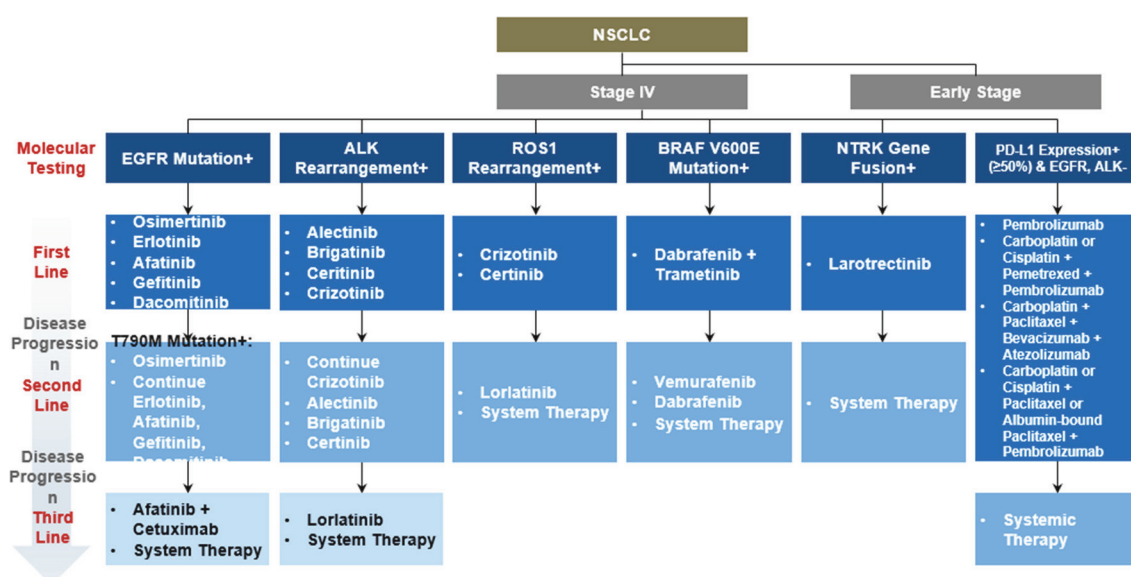 NSCLC
Stage IV
Early Stage
Molecular
Testing
EGFR Mutation+
ALK
Rearrangement+
ROS1
Rearrangement+
BRAF V600E
Mutation+
NTRK Gene
Fusion+
PD-L1 Expression+
(≥50%) & EGFR, ALK-
First
Line
• Osimertinib
• Erlotinib
• Afatinib
• Gefitinib
• Dacomitinib
• Alectinib
• Brigatinib
• Ceritinib
• Crizotinib
• Crizotinib
• Certinib
• Dabrafenib +
Trametinib
• Larotrectinib
• Pembrolizumab
• Carboplatin or
Cisplatin +
Pemetrexed +
Pembrolizumab
• Carboplatin +
Paclitaxel +
Bevacizumab +
Atezolizumab
• Carboplatin or
Cisplatin +
Paclitaxel or
Albumin-bound
Paclitaxel +
Pembrolizumab
Disease
Progressio
n
Second
Line
T790M Mutation+:
• Osimertinib
• Continue
Erlotinib,
Afatinib,
Gefitinib,
Dacomitinib
• Continue
Crizotinib
• Alectinib
• Brigatinib
• Certinib
• Lorlatinib
• System Therapy
• Vemurafenib
• Dabrafenib
• System Therapy
• System Therapy
Disease
Progressio
n
Third
Line
• Afatinib +
Cetuximab
• System Therapy
• Lorlatinib
• System Therapy
• Systemic
Therapy